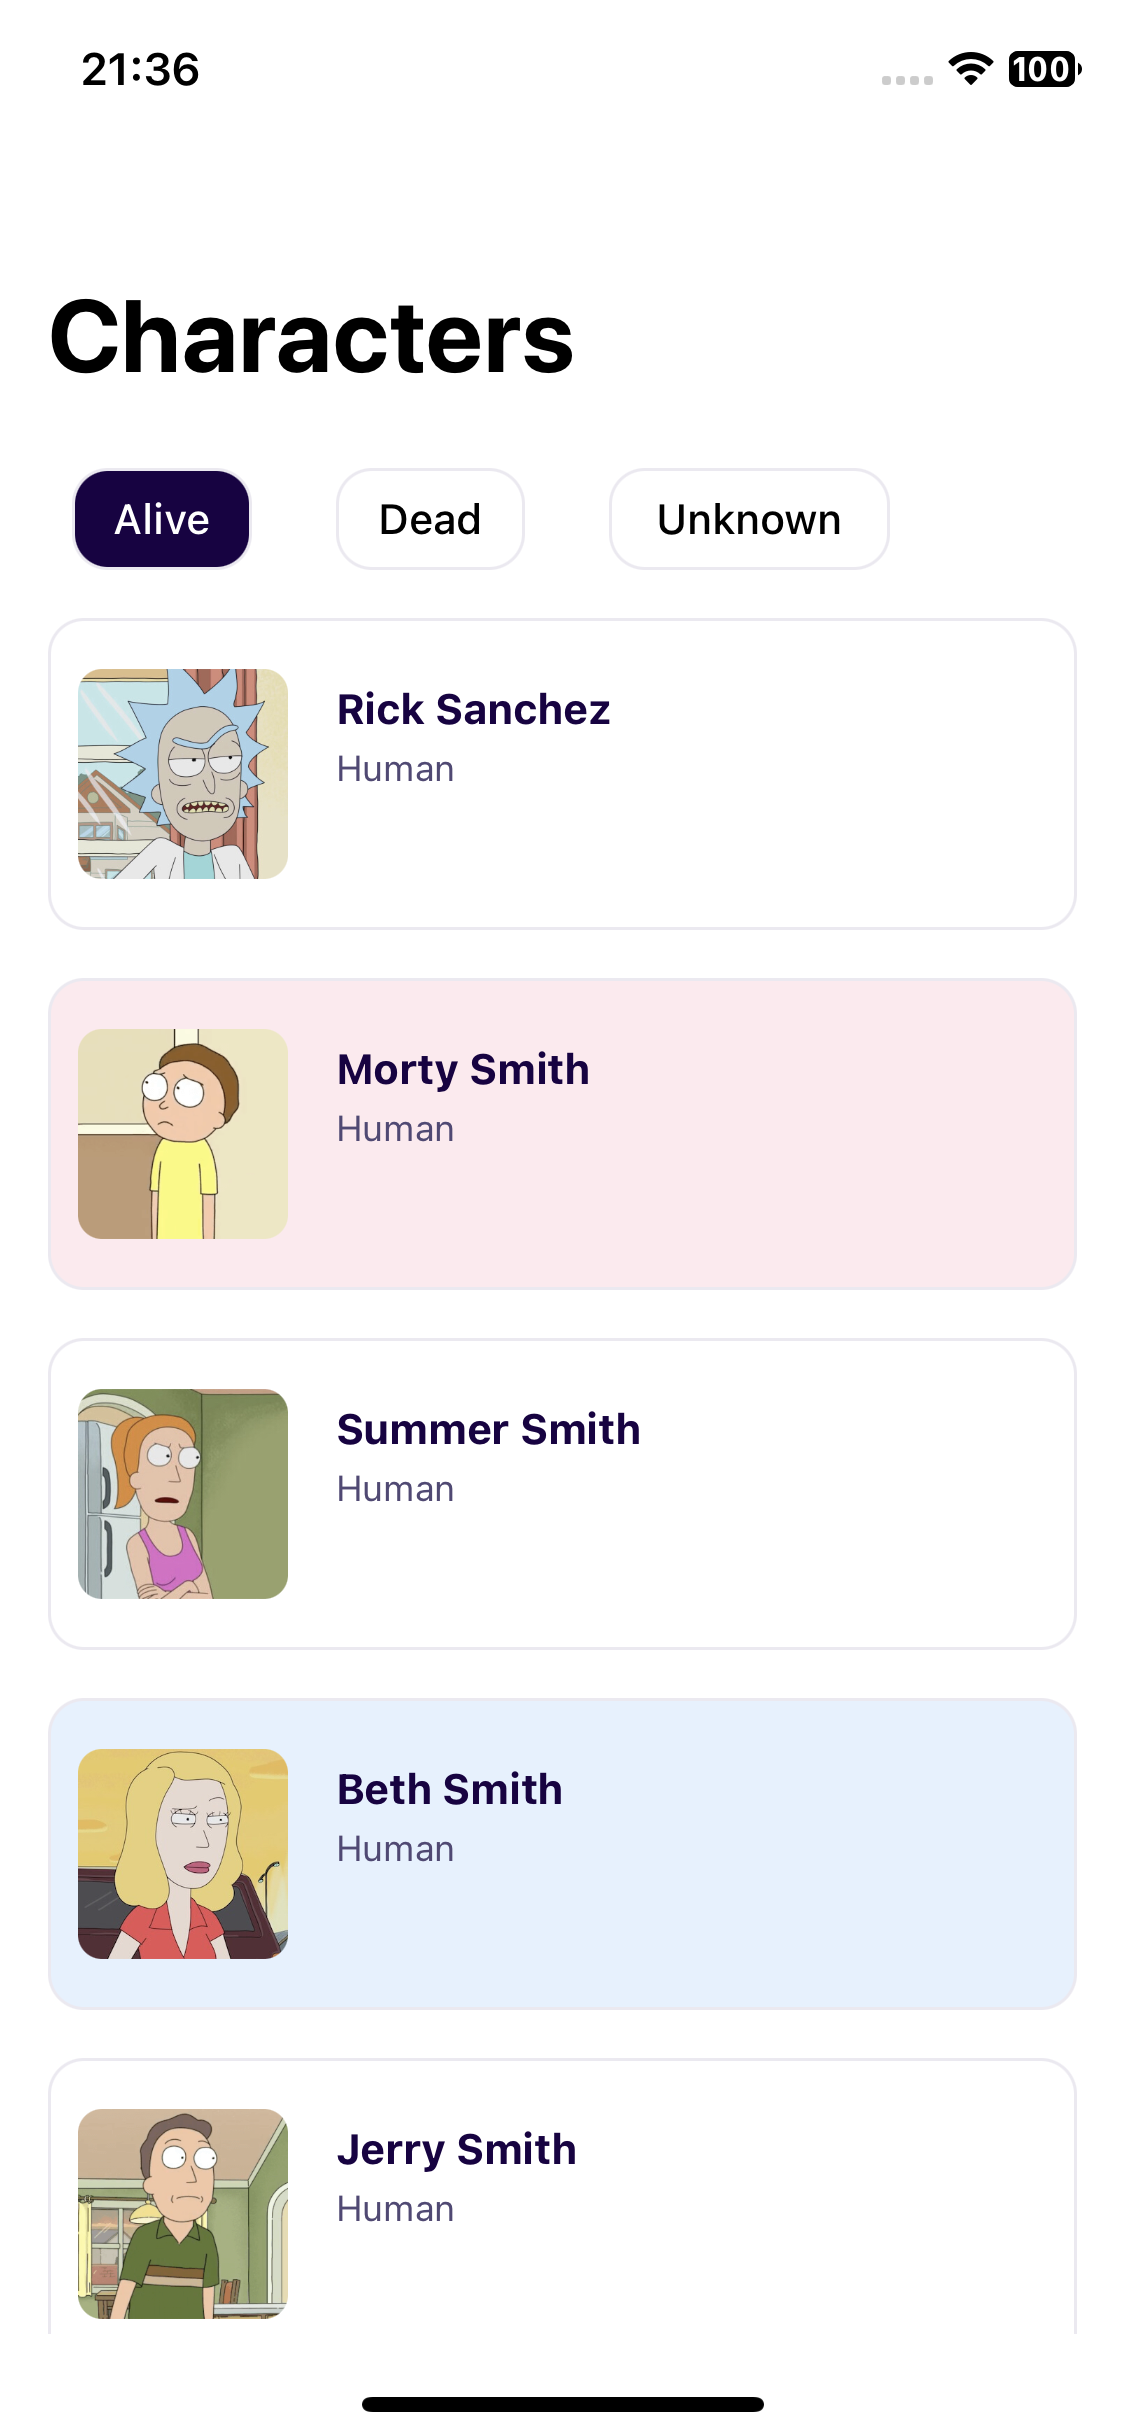 21:36
100
Characters
Alive
Dead
Unknown
Rick Sanchez
Human
Morty Smith
Human
Summer Smith
Human
Beth Smith
Human
Jerry Smith
Human